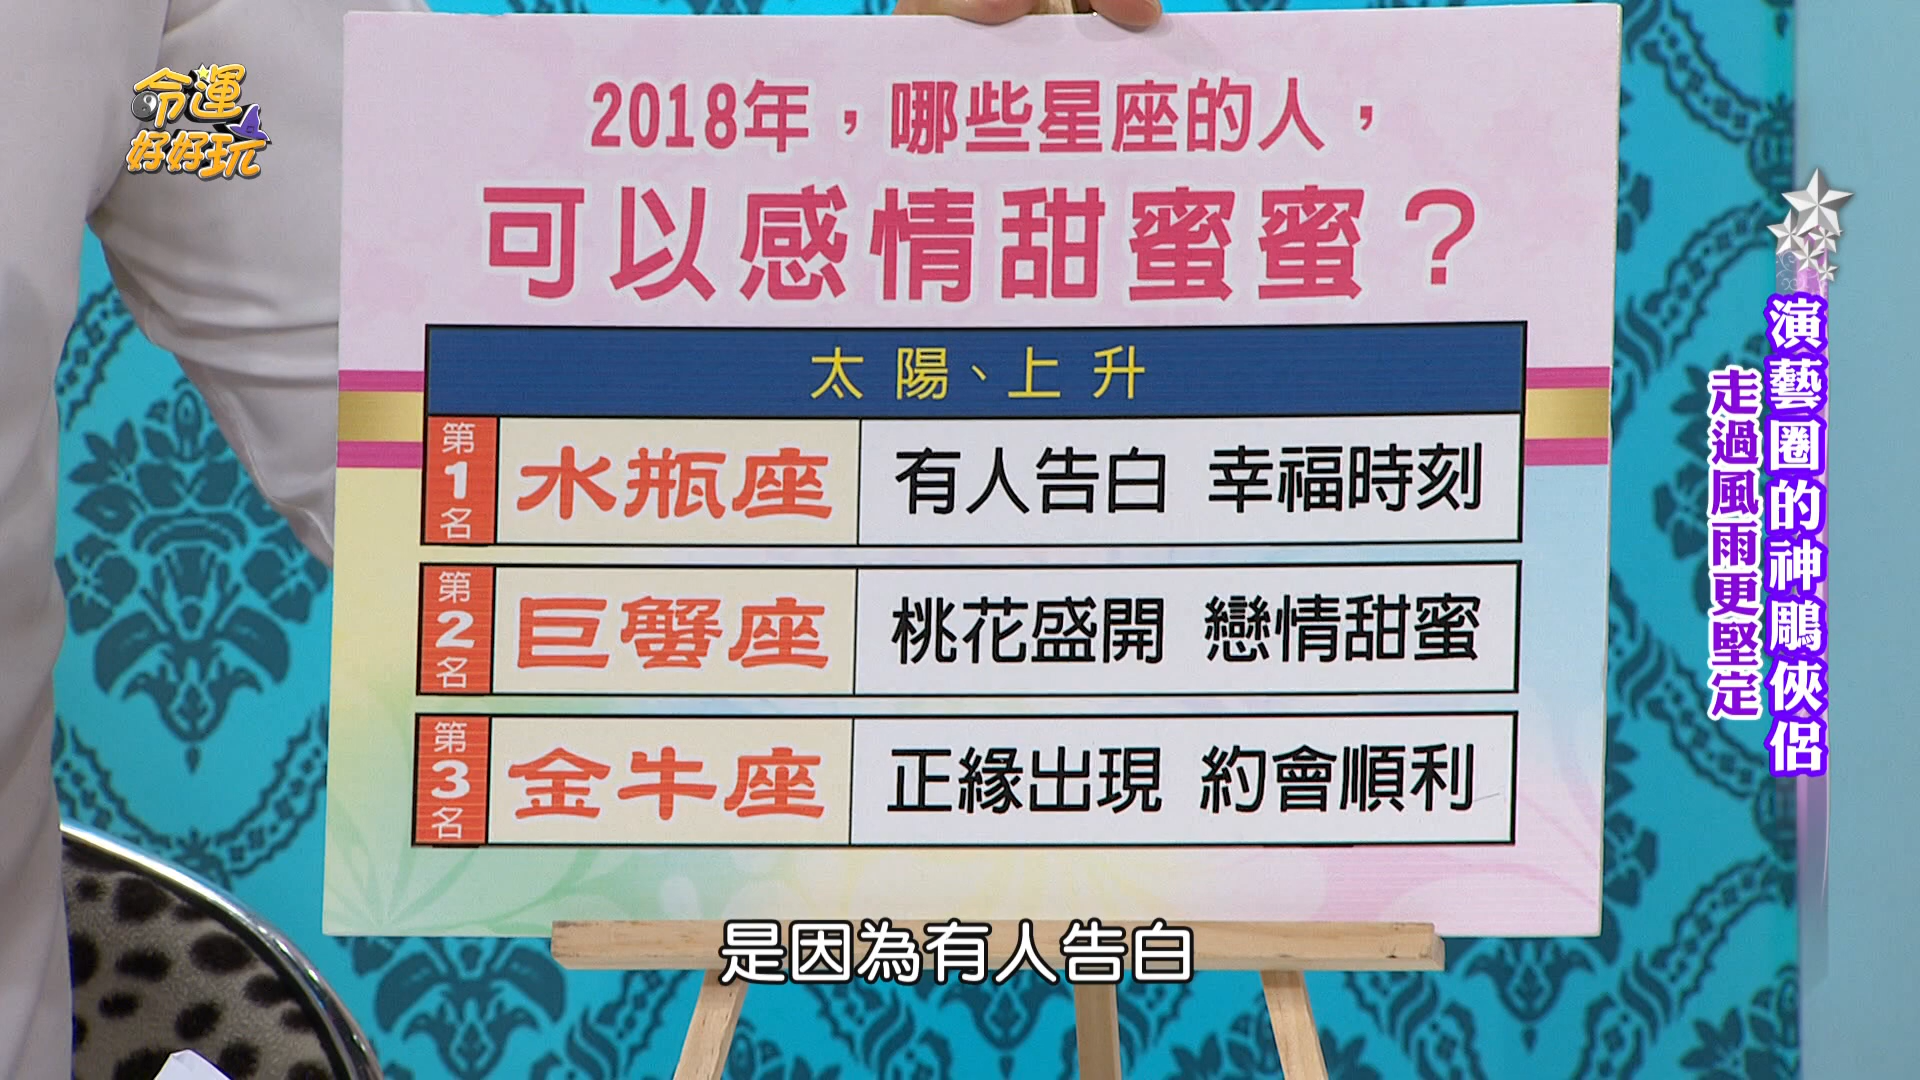 命運
好好玩
2018年，哪些星座的人，
可以感情甜蜜蜜？
太陽、上升
第1名 水瓶座 有人告白 幸福時刻
第2名 巨蟹座 桃花盛開 戀情甜蜜
第3名 金牛座 正緣出現 約會順利
演藝圈的神鵰俠侶
走過風雨更堅定
是因為有人告白